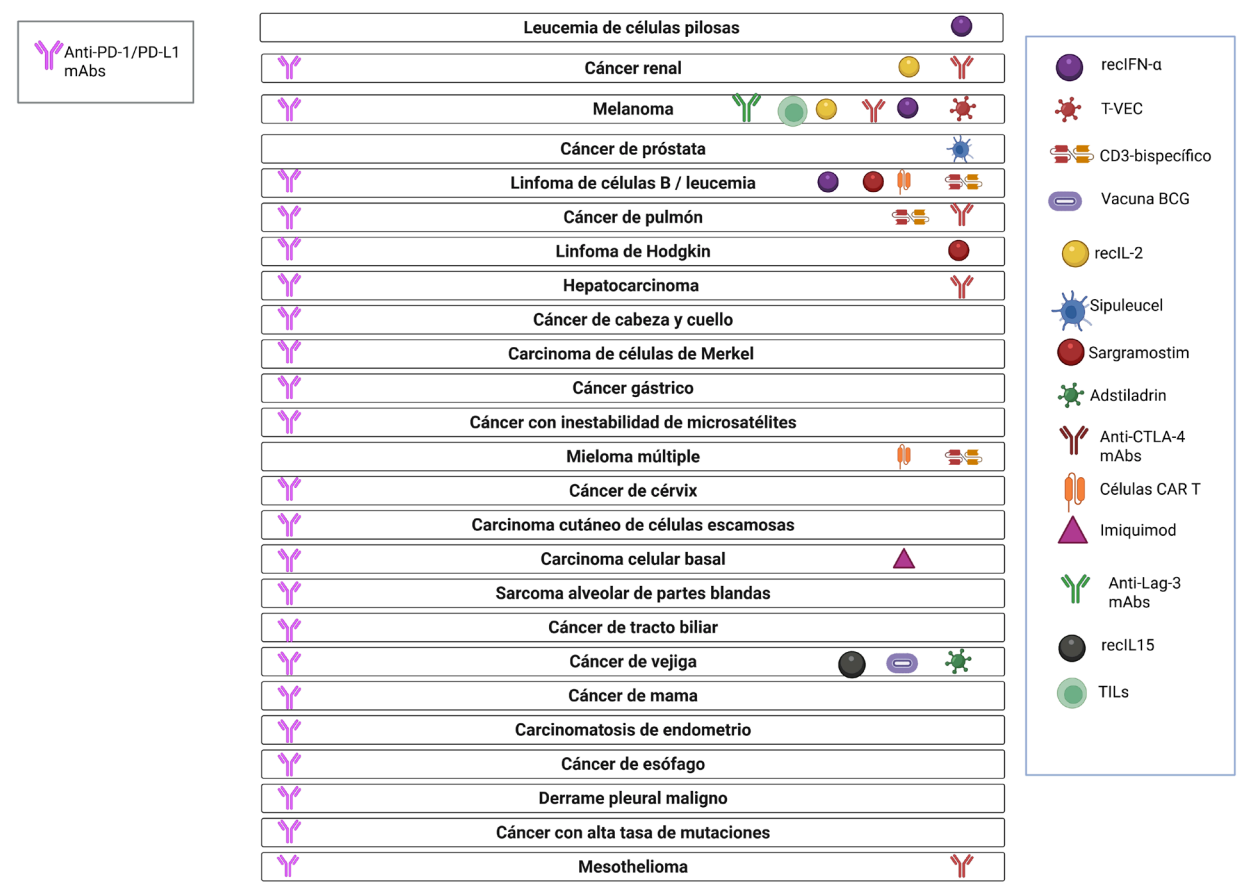 Anti-PD-1/PD-L1
mAbs
Leucemia de células pilosas
Cáncer renal
Melanoma
Cáncer de próstata
Linfoma de células B / leucemia
Cáncer de pulmón
Linfoma de Hodgkin
Hepatocarcinoma
Cáncer de cabeza y cuello
Carcinoma de células de Merkel
Cáncer gástrico
Cáncer con inestabilidad de microsatélites
Mieloma múltiple
Cáncer de cérvix
Carcinoma cutáneo de células escamosas
Carcinoma celular basal
Sarcoma alveolar de partes blandas
Cáncer de tracto biliar
Cáncer de vejiga
Cáncer de mama
Carcinomatosis de endometrio
Cáncer de esófago
Derrame pleural maligno
Cáncer con alta tasa de mutaciones
Mesothelioma
recIFN-α
T-VEC
CD3-bispecífico
Vacuna BCG
recIL-2
Sipuleucel
Sargramostim
Adstiladrin
Anti-CTLA-4
mAbs
Células CAR T
Imiquimod
Anti-Lag-3
mAbs
recIL15
TILs